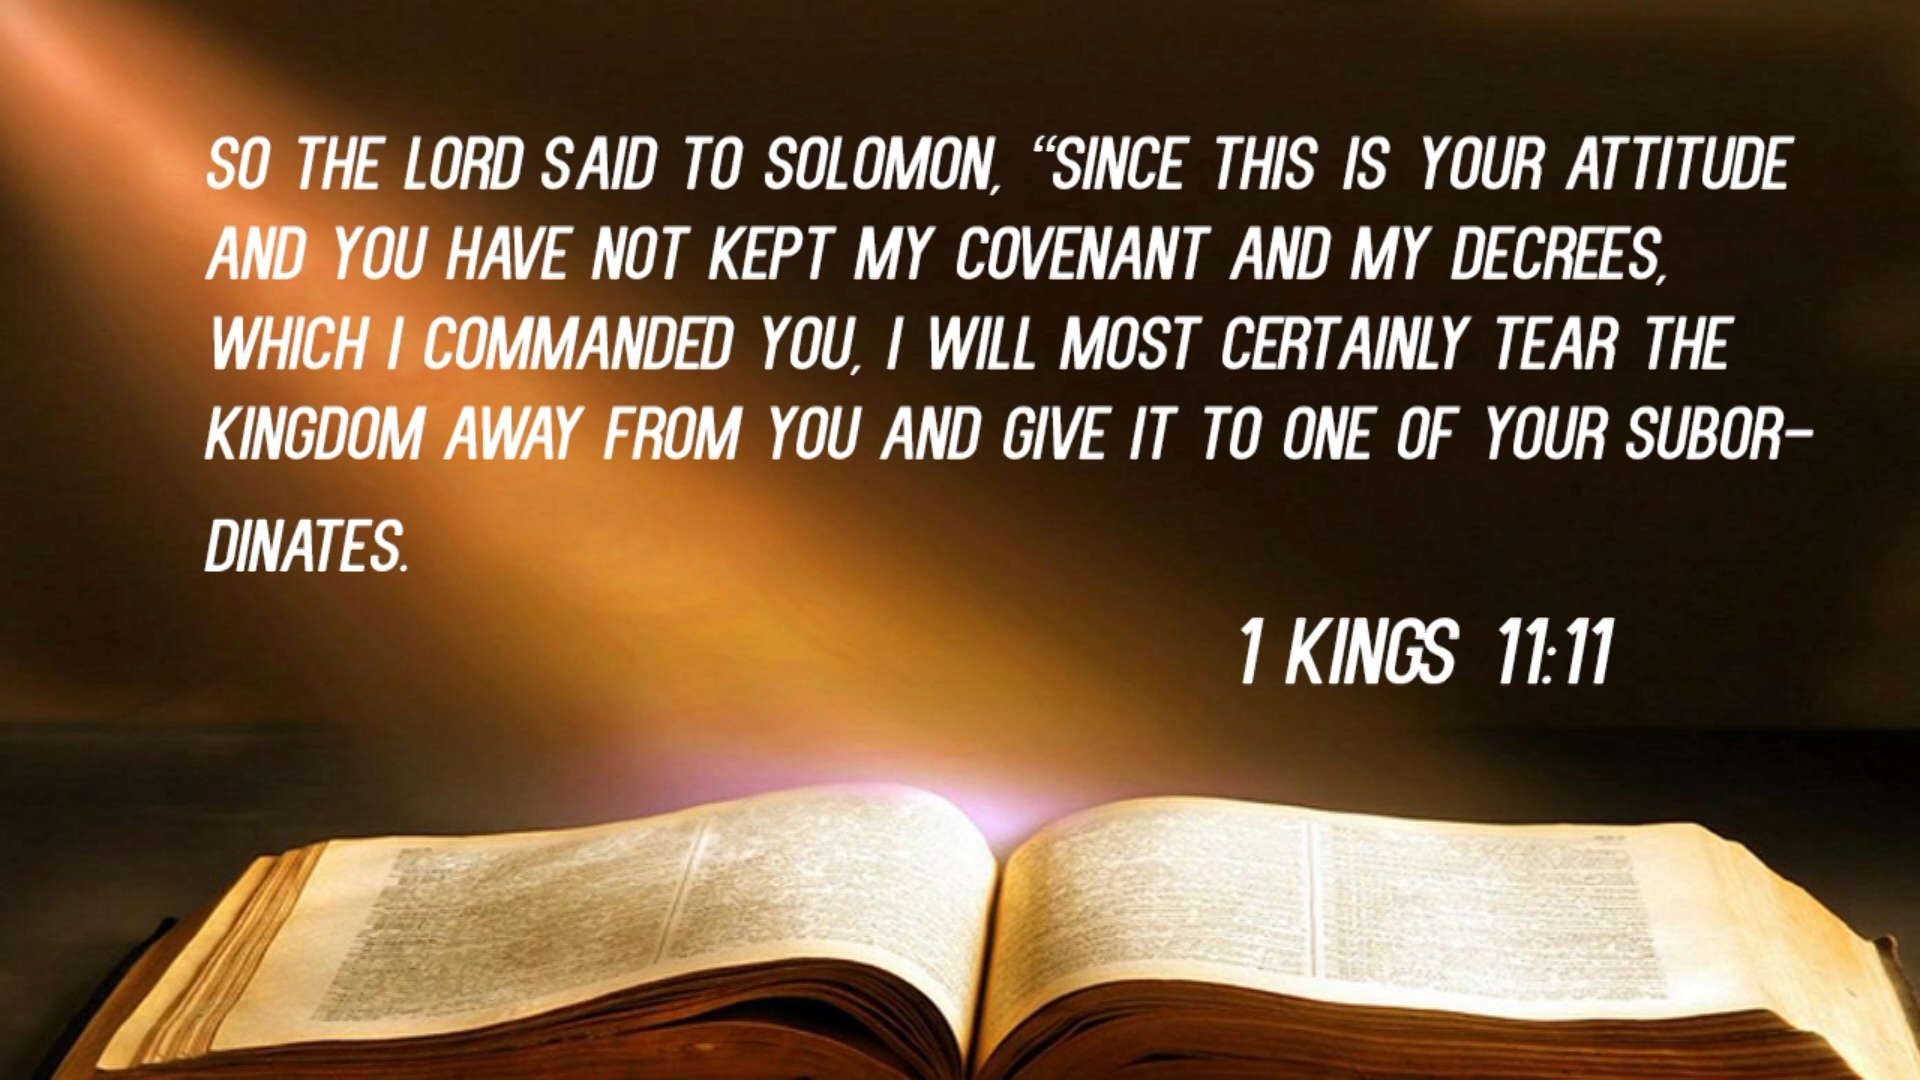 SO THE LORD SAID TO SOLOMON, “SINCE THIS IS YOUR ATTITUDE
AND YOU HAVE NOT KEPT MY COVENANT AND MY DECREES,
WHICH I COMMANDED YOU, I WILL MOST CERTAINLY TEAR THE
KINGDOM AWAY FROM YOU AND GIVE IT TO ONE OF YOUR SUBOR-
DINATES.
1 KINGS 11:11